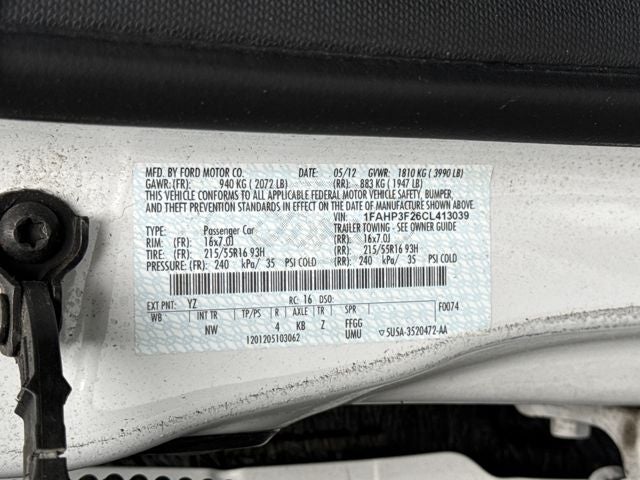 MFD. BY FORD MOTOR CO. DATE: 05/12 GVWR: 1810 KG ( 3990 LB)
GAWR:(FR): 940 KG ( 2072 LB) (RR): 883 KG ( 1947 LB)
THIS VEHICLE CONFORMS TO ALL APPLICABLE FEDERAL MOTOR VEHICLE SAFETY, BUMPER,
AND THEFT PREVENTION STANDARDS IN EFFECT ON THE DATE OF MANUFACTURE SHOWN ABOVE.
VIN: 1FAHP3F26CL413039
TYPE: Passenger Car TRAILER TOWING - SEE OWNER GUIDE
RIM: (FR): 16x7.0J (RR): 16x7.0J
TIRE: (FR): 215/55R16 93H (RR): 215/55R16 93H
PRESSURE: (FR): 240 kPa/ 35 PSI COLD (RR): 240 kPa/ 35 PSI COLD
EXT PNT: YZ RC: 16 DSO: F0074
WB INT TR TP/PS R AXLE TR SPR
NW 4 KB Z FFGG
UMU
1201205103062 ▽5U5A-3520472-AA